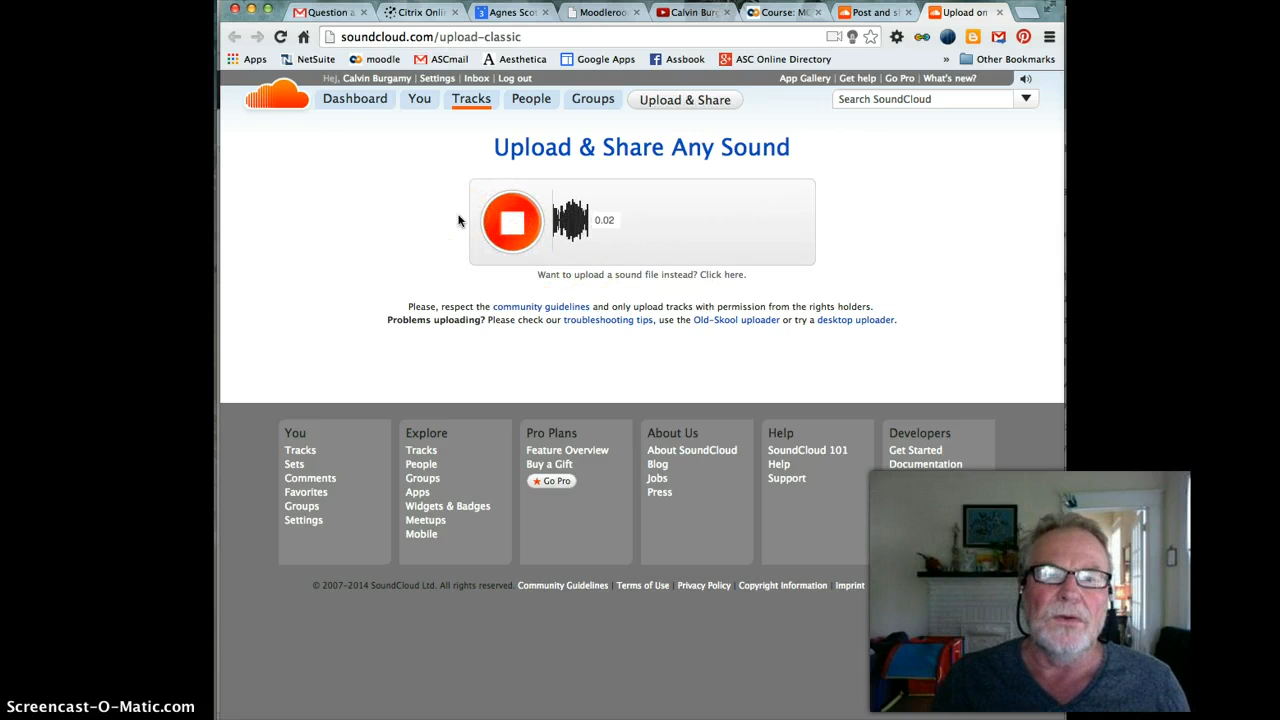 Question a
Citrix Onli
Agnes Scot
Moodleroo
Calvin Burg
Course: MO
Post and s
Upload on
soundcloud.com/upload-classic
Apps NetSuite moodle ASCmail Aesthetica Google Apps Assbook ASC Online Directory » Other Bookmarks
Hej, Calvin Burgamy Settings Inbox Log out App Gallery Get help Go Pro What's new?
Dashboard You Tracks People Groups Upload & Share Search SoundCloud
Upload & Share Any Sound
0.02
Want to upload a sound file instead? Click here.
Please, respect the community guidelines and only upload tracks with permission from the rights holders.
Problems uploading? Please check our troubleshooting tips, use the Old-Skool uploader or try a desktop uploader.
You
Tracks
Sets
Comments
Favorites
Groups
Settings
Explore
Tracks
People
Groups
Apps
Widgets & Badges
Meetups
Mobile
Pro Plans
Feature Overview
Buy a Gift
Go Pro
About Us
About SoundCloud
Blog
Jobs
Press
Help
SoundCloud 101
Help
Support
Developers
Get Started
Documentation
© 2007-2014 SoundCloud Ltd. All rights reserved. Community Guidelines | Terms of Use | Privacy Policy | Copyright Information | Imprint
Screencast-O-Matic.com